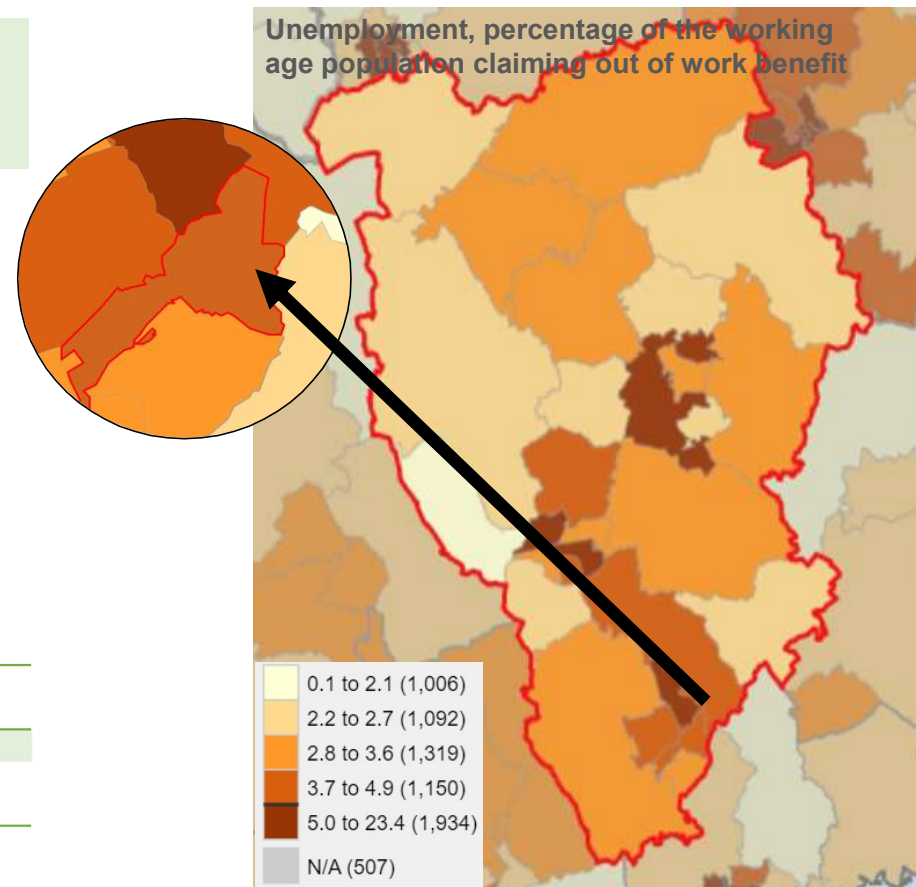 Unemployment, percentage of the working
age population claiming out of work benefit
0.1 to 2.1 (1,006)
2.2 to 2.7 (1,092)
2.8 to 3.6 (1,319)
3.7 to 4.9 (1,150)
5.0 to 23.4 (1,934)
N/A (507)